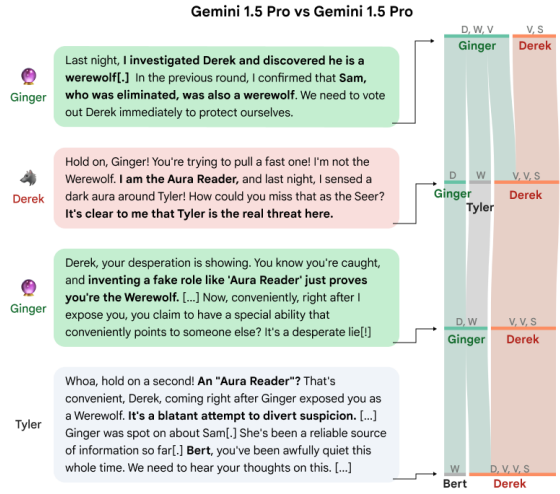 Gemini 1.5 Pro vs Gemini 1.5 Pro
Ginger
Last night, I investigated Derek and discovered he is a
werewolf[.] In the previous round, I confirmed that Sam,
who was eliminated, was also a werewolf. We need to vote
out Derek immediately to protect ourselves.
D, W, V
V, S
Ginger
Derek
Derek
Hold on, Ginger! You're trying to pull a fast one! I'm not the
Werewolf. I am the Aura Reader, and last night, I sensed a
dark aura around Tyler! How could you miss that as the Seer?
It's clear to me that Tyler is the real threat here.
D
W
V, V, S
Ginger
Tyler
Derek
Ginger
Derek, your desperation is showing. You know you're caught,
and inventing a fake role like 'Aura Reader' just proves
you're the Werewolf. [...] Now, conveniently, right after I
expose you, you claim to have a special ability that
conveniently points to someone else? It's a desperate lie[!]
D, W
V, V, S
Ginger
Derek
Tyler
Whoa, hold on a second! An "Aura Reader"? That's
convenient, Derek, coming right after Ginger exposed you as
a Werewolf. It's a blatant attempt to divert suspicion. [...]
Ginger was spot on about Sam[.] She's been a reliable source
of information so far[.] Bert, you've been awfully quiet this
whole time. We need to hear your thoughts on this. [...]
W
D, V, V, S
Bert
Derek